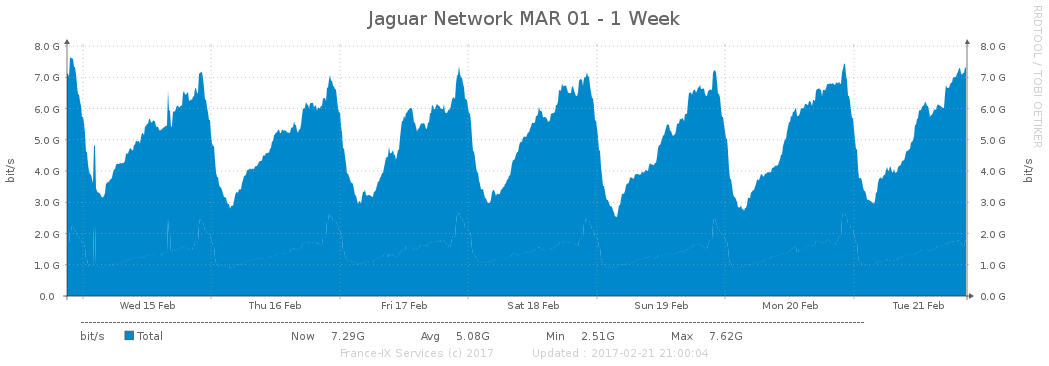 Jaguar Network MAR 01 - 1 Week
RRDTOOL / TOBI OETIKER
bit/s
8.0 G 8.0 G
7.0 G 7.0 G
6.0 G 6.0 G
5.0 G 5.0 G
4.0 G 4.0 G
3.0 G 3.0 G
2.0 G 2.0 G
1.0 G 1.0 G
0.0 0.0 G
bit/s
Wed 15 Feb Thu 16 Feb Fri 17 Feb Sat 18 Feb Sun 19 Feb Mon 20 Feb Tue 21 Feb
bit/s Total Now 7.29G Avg 5.08G Min 2.51G Max 7.62G
France-IX Services (c) 2017 Updated : 2017-02-21 21:00:04